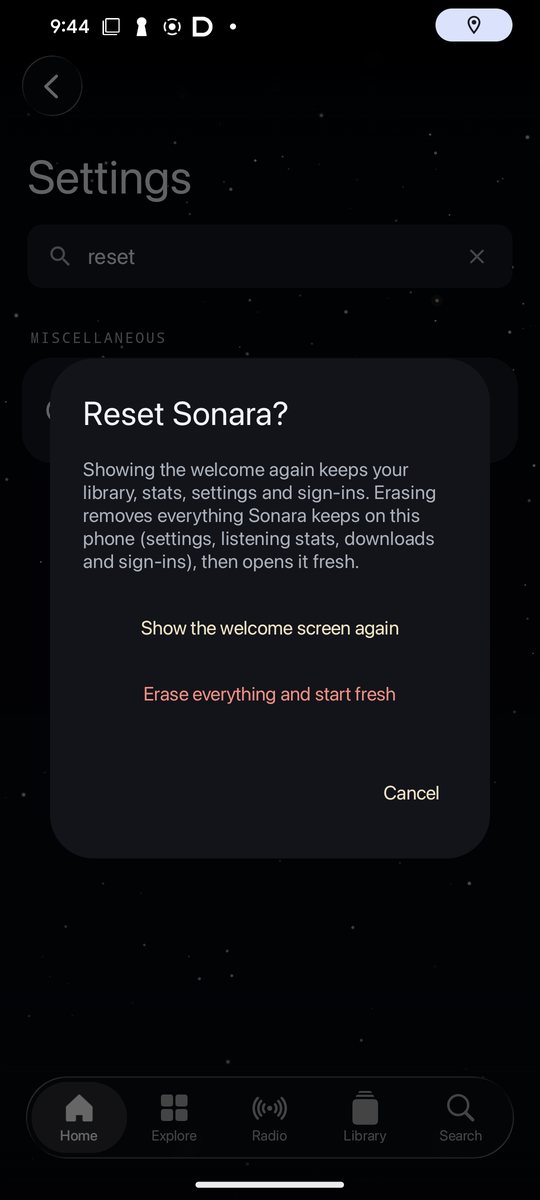 9:44
Settings
reset
MISCELLANEOUS
Reset Sonara?
Showing the welcome again keeps your
library, stats, settings and sign-ins. Erasing
removes everything Sonara keeps on this
phone (settings, listening stats, downloads
and sign-ins), then opens it fresh.
Show the welcome screen again
Erase everything and start fresh
Cancel
Home
Explore
Radio
Library
Search